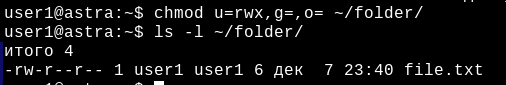 user1@astra:~$ chmod u=rwx,g=,o= ~/folder/
user1@astra:~$ ls -l ~/folder/
итого 4
-rw-r--r-- 1 user1 user1 6 дек  7 23:40 file.txt
user1@astra:~$